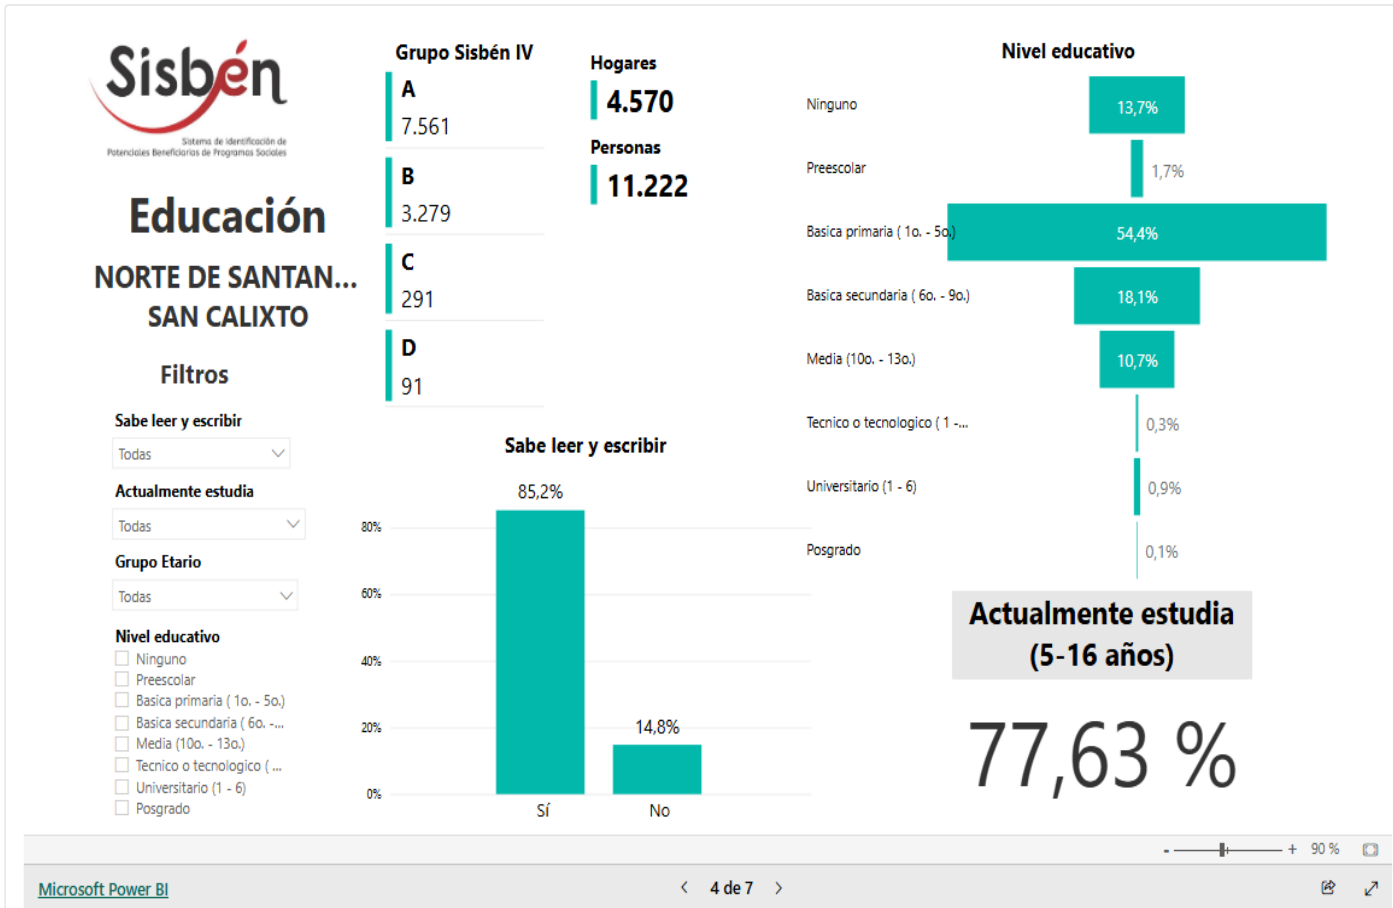 Sisbén
Sistema de Identificación de
Potenciales Beneficiarios de Programas Sociales
Educación
NORTE DE SANTAN...
SAN CALIXTO
Filtros
Sabe leer y escribir
Todas
Actualmente estudia
Todas
Grupo Etario
Todas
Nivel educativo
Ninguno
Preescolar
Basica primaria ( 1o. - 5o.)
Basica secundaria ( 6o. -...
Media (10o. - 13o.)
Tecnico o tecnologico ( ...
Universitario (1 - 6)
Posgrado
Grupo Sisbén IV
A
7.561
B
3.279
C
291
D
91
Hogares
4.570
Personas
11.222
Sabe leer y escribir
85,2%
14,8%
80%
60%
40%
20%
0%
Sí No
Nivel educativo
Ninguno 13,7%
Preescolar 1,7%
Basica primaria ( 1o. - 5o.) 54,4%
Basica secundaria ( 6o. - 9o.) 18,1%
Media (10o. - 13o.) 10,7%
Tecnico o tecnologico ( 1 -... 0,3%
Universitario (1 - 6) 0,9%
Posgrado 0,1%
Actualmente estudia
(5-16 años)
77,63 %
- + 90 %
Microsoft Power BI
< 4 de 7 >